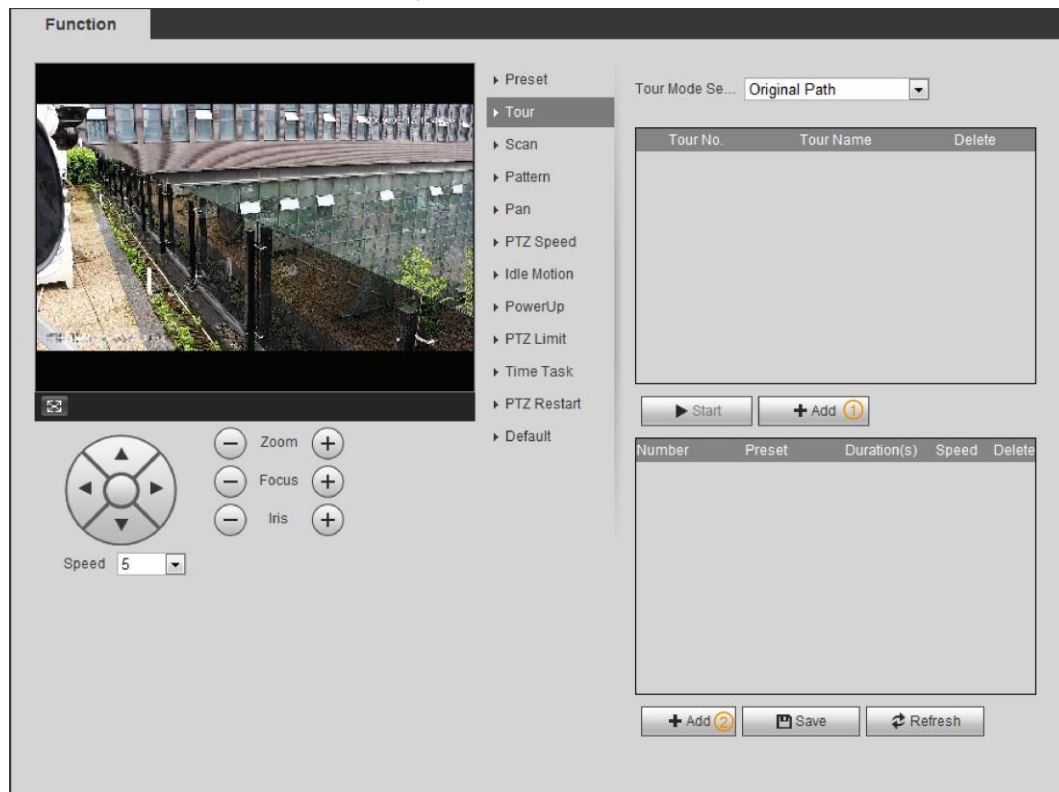 Function
Preset
Tour
Scan
Pattern
Pan
PTZ Speed
Idle Motion
PowerUp
PTZ Limit
Time Task
PTZ Restart
Default
Zoom
Focus
Iris
Speed 5
Tour Mode Se... Original Path
Tour No. Tour Name Delete
Start Add 1
Number Preset Duration(s) Speed Delete
Add 2 Save Refresh